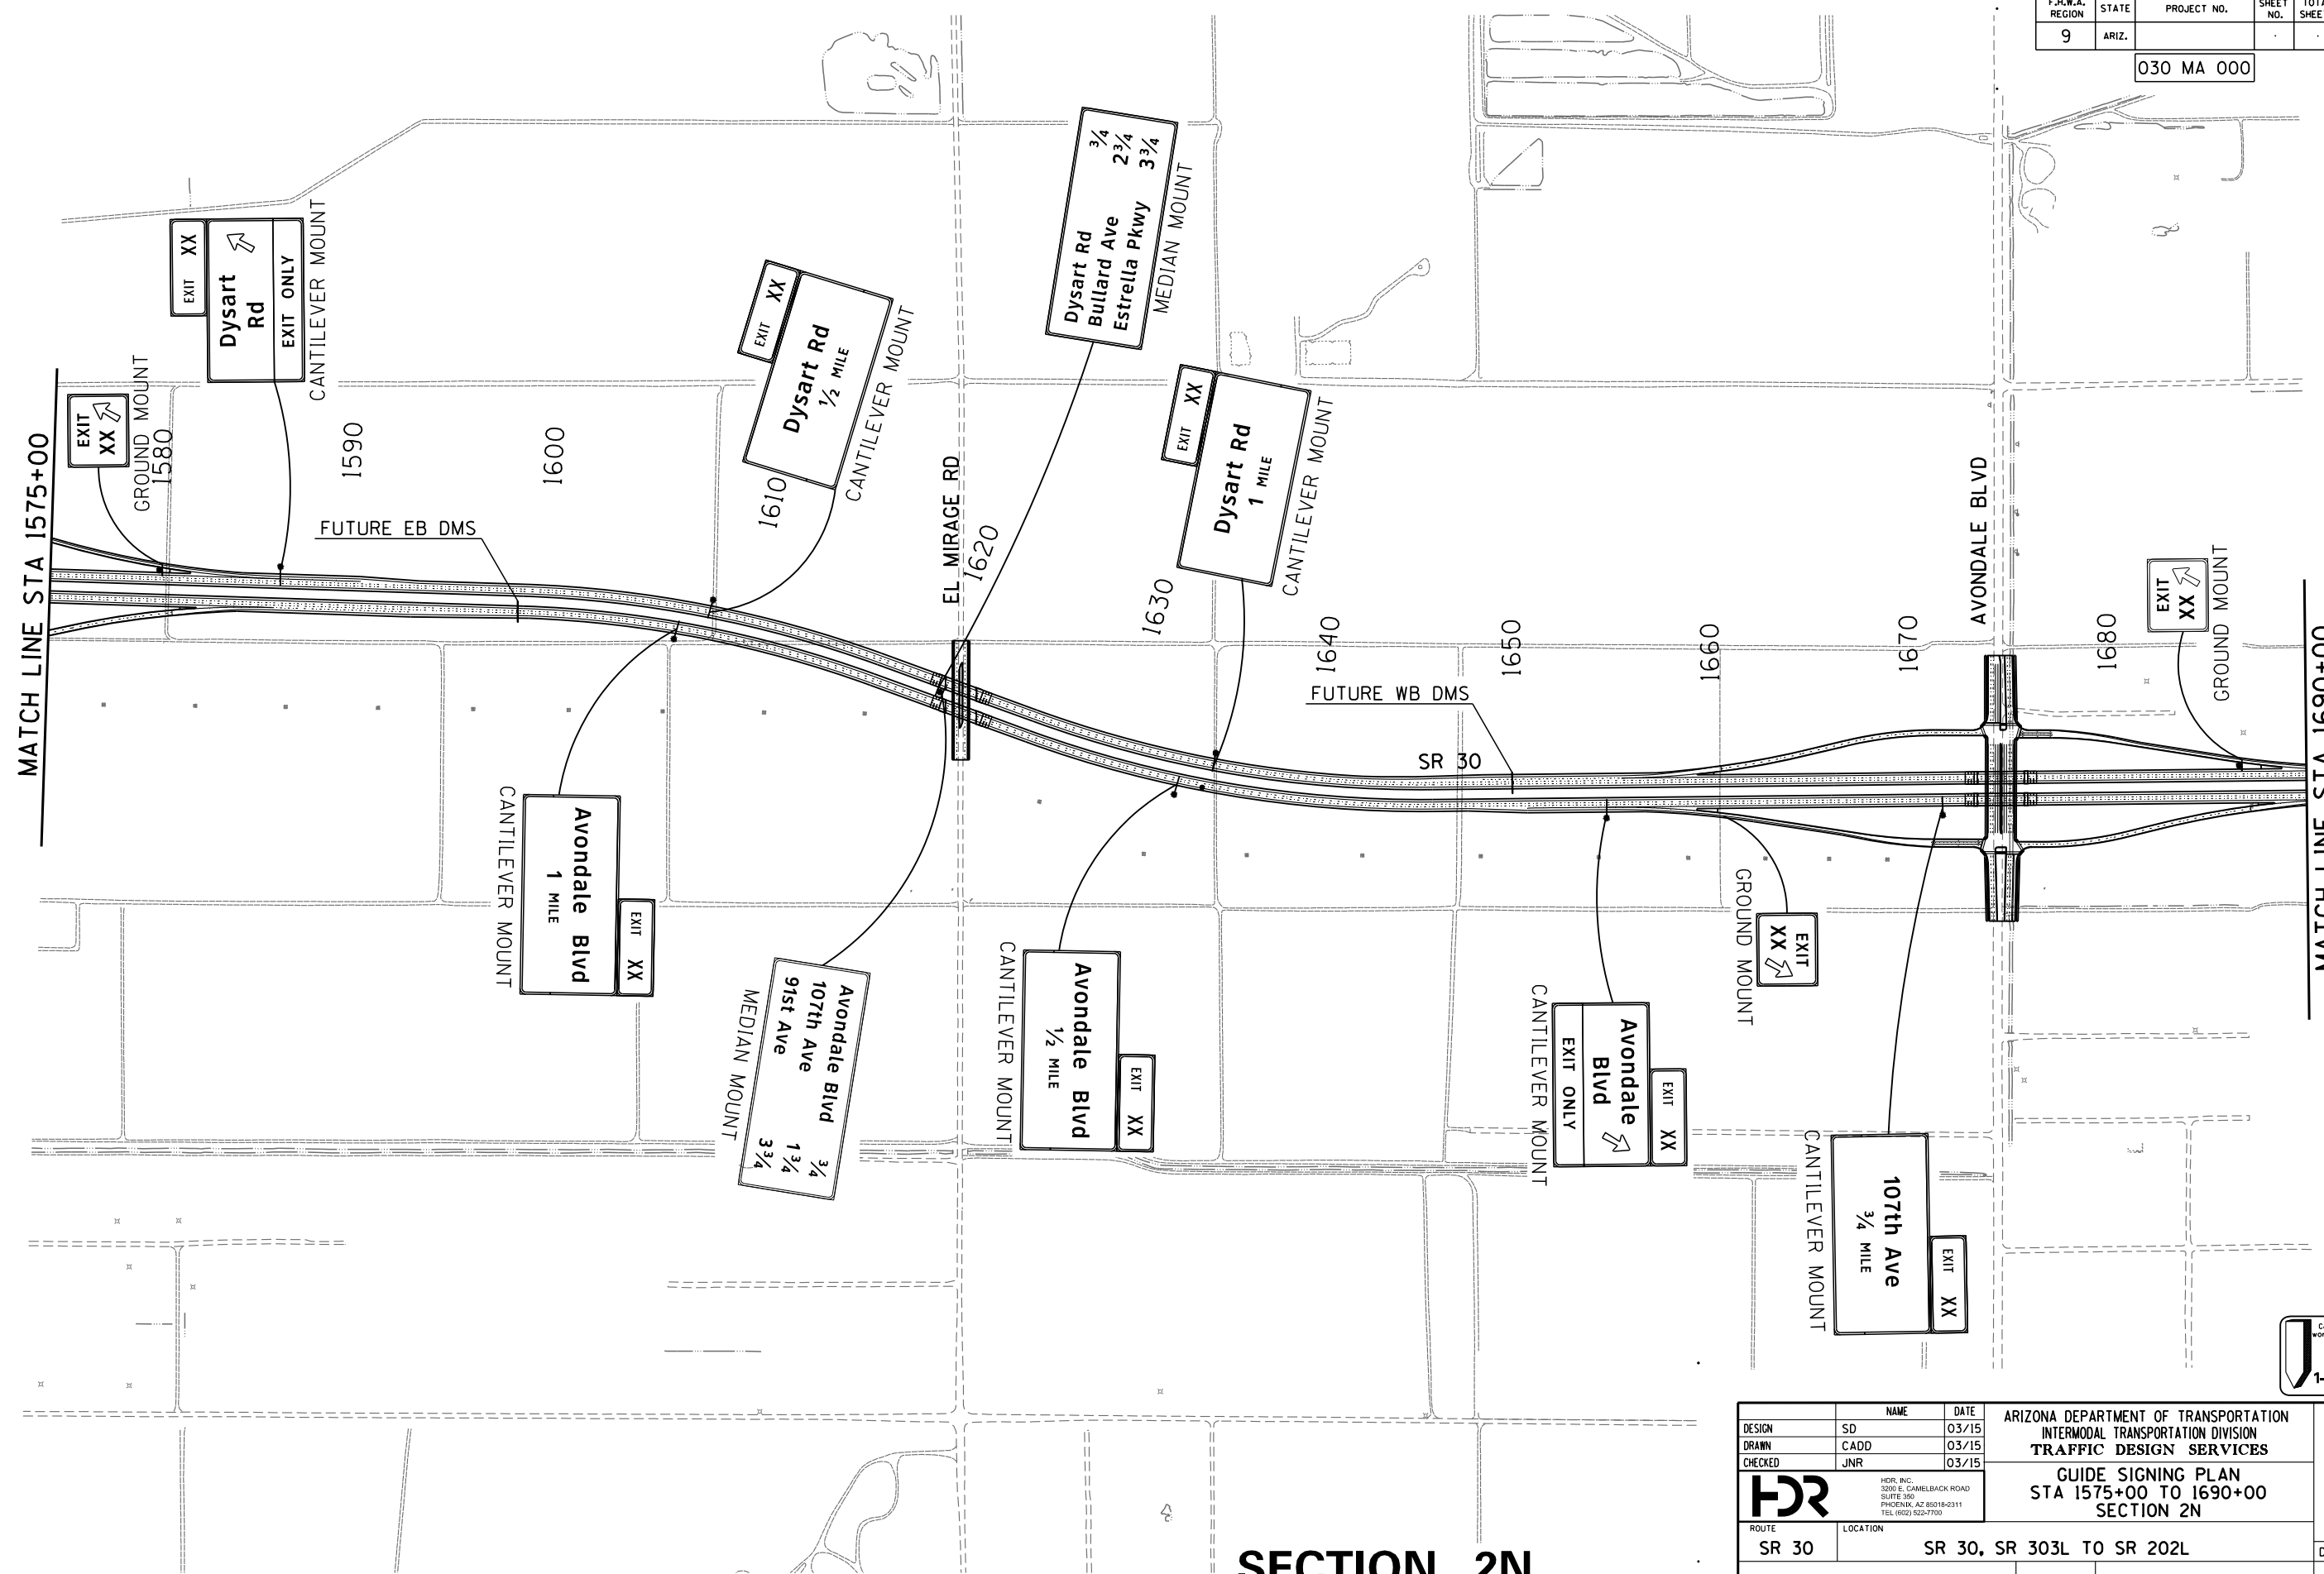 F.H.W.A. REGION STATE PROJECT NO. SHEET NO.
9 ARIZ.
030 MA 000
3/4
2 3/4
3 3/4
Dysart Rd
Bullard Ave
Estrella Pkwy
MEDIAN MOUNT
EXIT XX
Dysart
Rd
EXIT ONLY
CANTILEVER MOUNT
EXIT XX
Dysart Rd
1/2 MILE
CANTILEVER MOUNT
EXIT XX
Dysart Rd
1 MILE
CANTILEVER MOUNT
EXIT
XX
GROUND MOUNT
MATCH LINE STA 1575+00
1580
1590
1600
1610
1620
1630
1640
1650
1660
1670
1680
FUTURE EB DMS
EL MIRAGE RD
AVONDALE BLVD
EXIT
XX
GROUND MOUNT
MATCH LINE STA 1690+00
FUTURE WB DMS
SR 30
Avondale Blvd
1 MILE
EXIT XX
CANTILEVER MOUNT
Avondale Blvd 3/4
107th Ave 1 3/4
91st Ave 3 3/4
MEDIAN MOUNT
EXIT XX
Avondale Blvd
1/2 MILE
CANTILEVER MOUNT
EXIT XX
Avondale
Blvd
EXIT ONLY
CANTILEVER MOUNT
EXIT
XX
GROUND MOUNT
EXIT XX
107th Ave
3/4 MILE
CANTILEVER MOUNT
NAME DATE
DESIGN SD 03/15
DRAWN CADD 03/15
CHECKED JNR 03/15
ARIZONA DEPARTMENT OF TRANSPORTATION
INTERMODAL TRANSPORTATION DIVISION
TRAFFIC DESIGN SERVICES
HDR
HDR, INC.
3200 E. CAMELBACK ROAD
SUITE 350
PHOENIX, AZ 85018-2311
TEL (602) 522-7700
GUIDE SIGNING PLAN
STA 1575+00 TO 1690+00
SECTION 2N
ROUTE LOCATION
SR 30 SR 30, SR 303L TO SR 202L
SECTION 2N